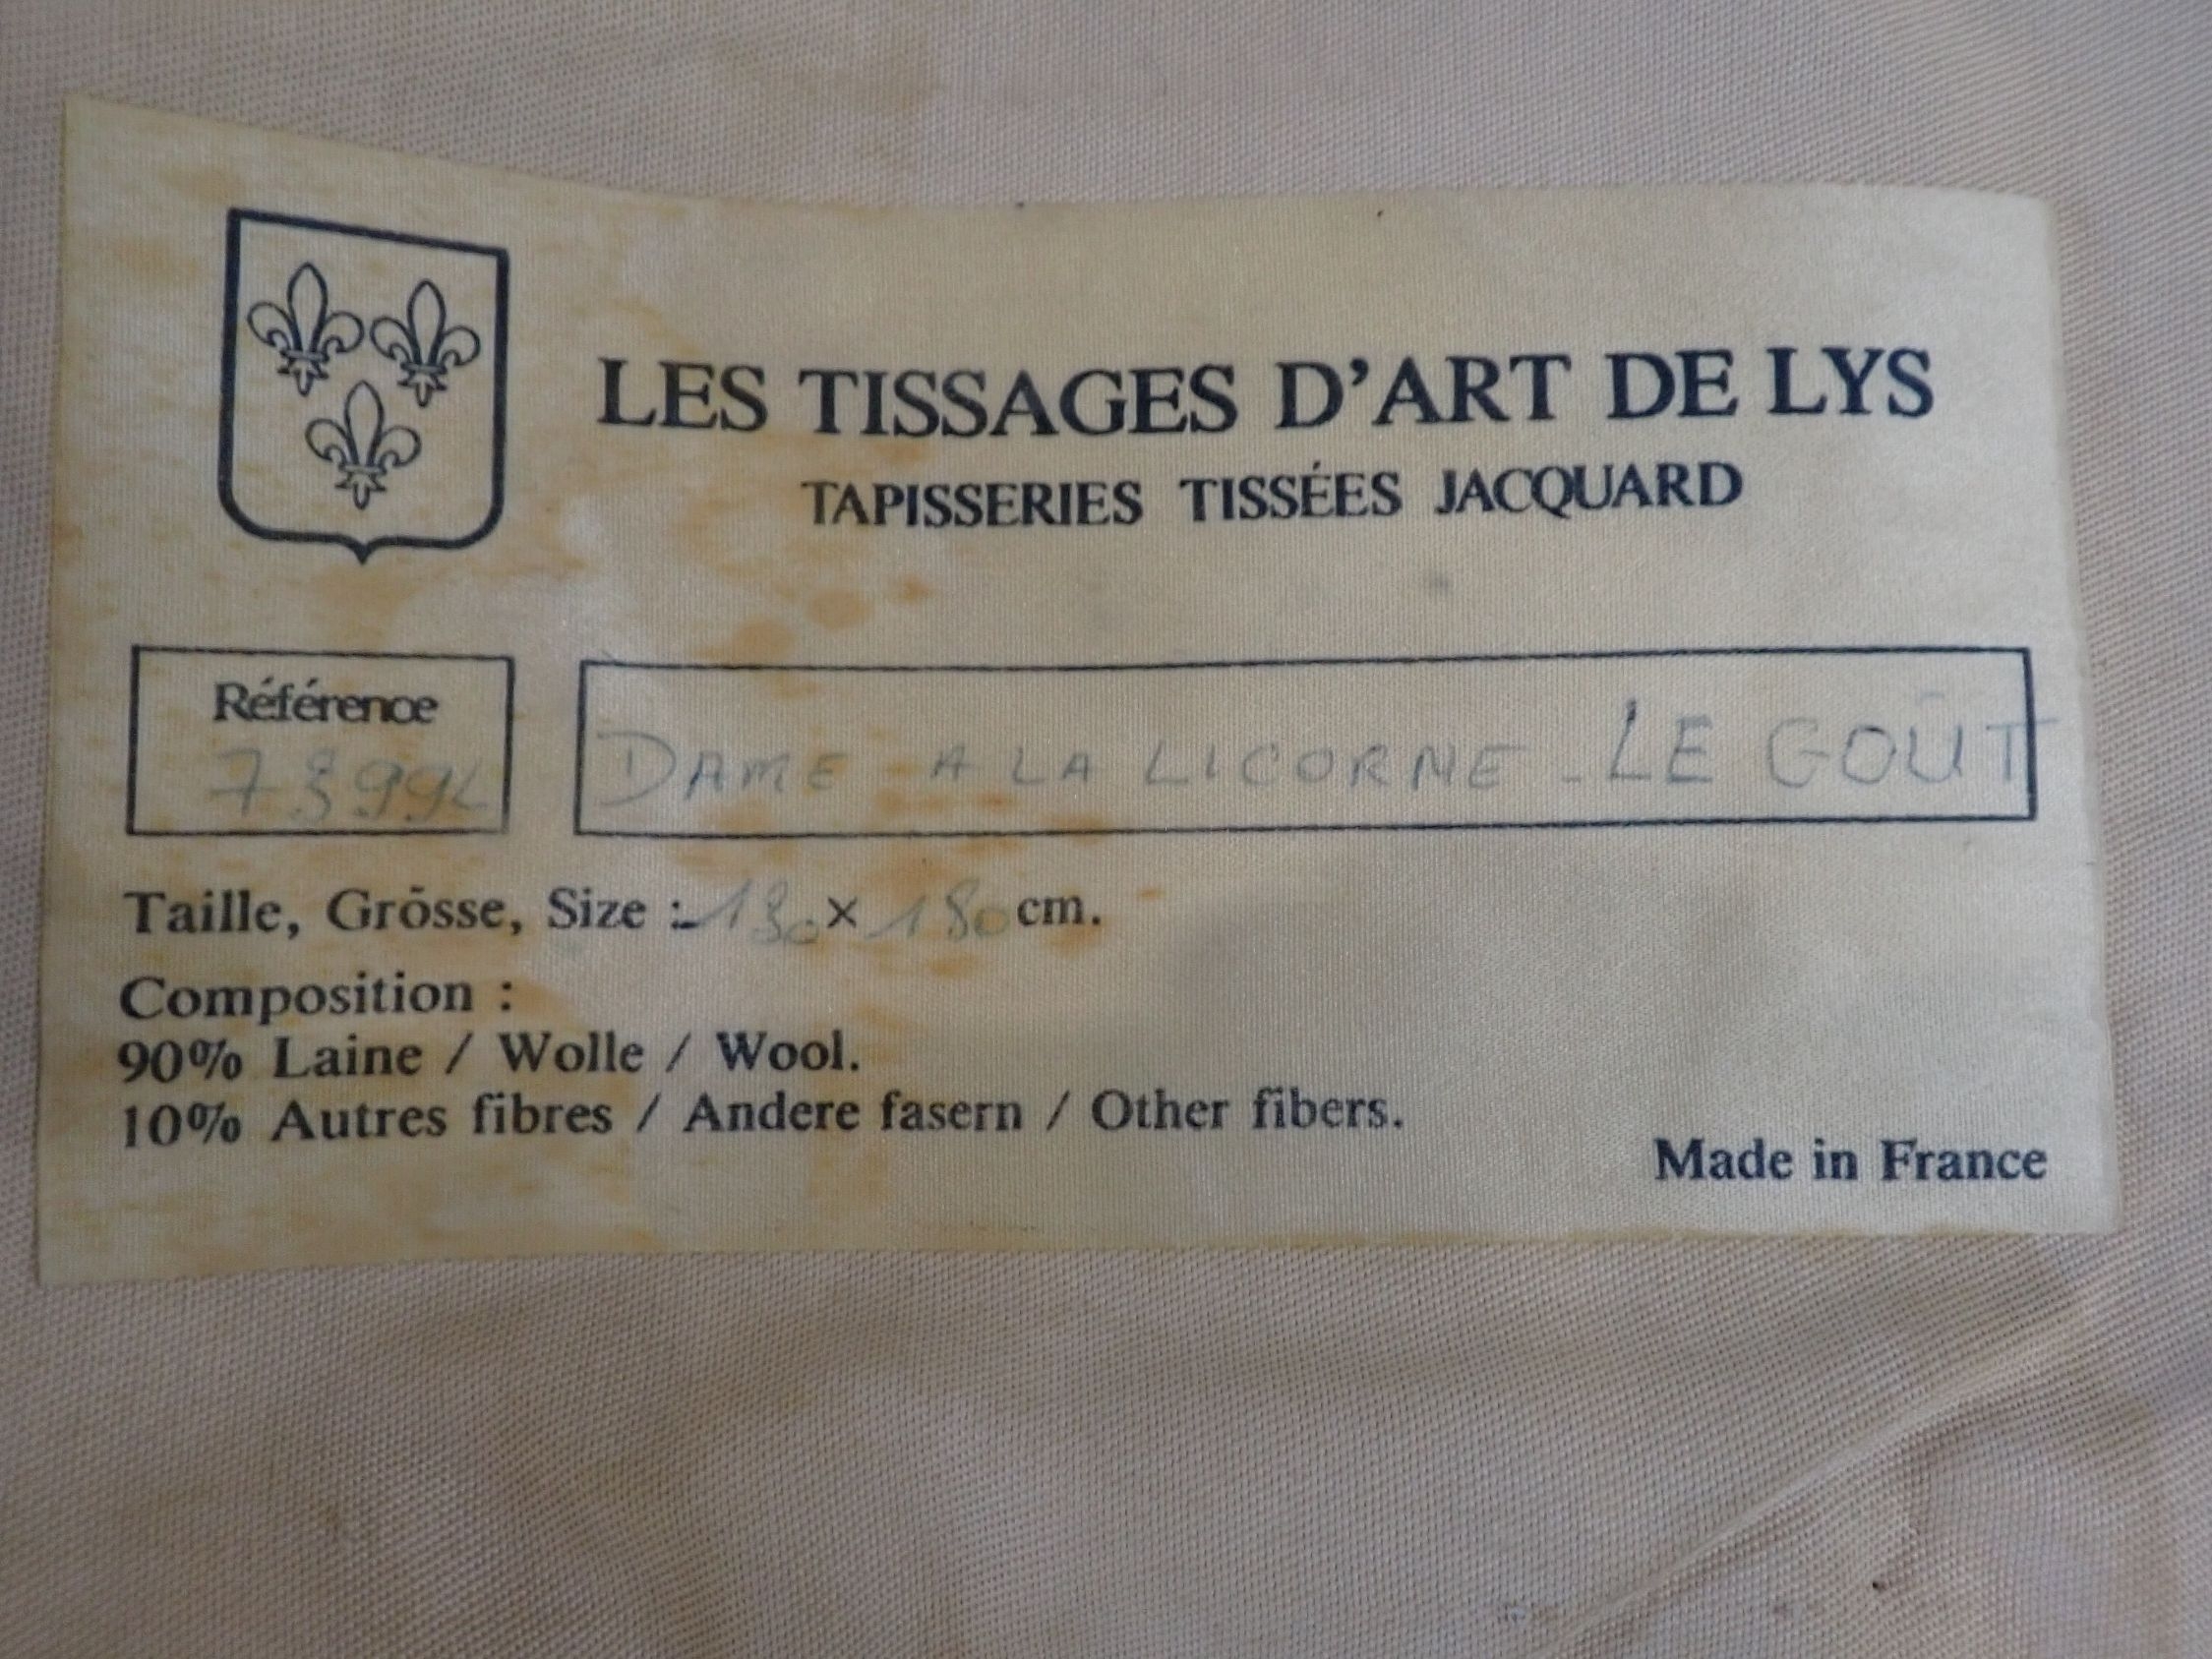 LES TISSAGES D'ART DE LYS
TAPISSERIES TISSÉES JACQUARD
Référence
DAME A LA LICORNE - LE GOÛT
Taille, Grösse, Size : 130 x 180 cm.
Composition :
90% Laine / Wolle / Wool.
10% Autres fibres / Andere fasern / Other fibers.
Made in France